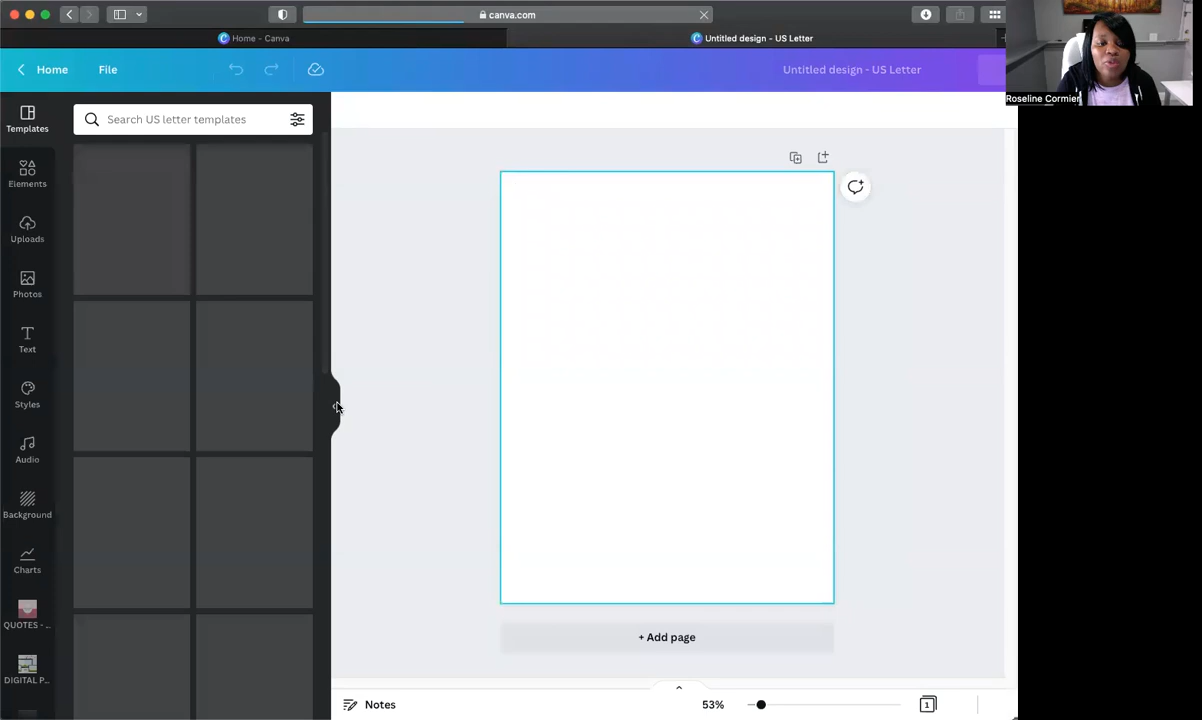 canva.com
Home - Canva
Untitled design - US Letter
Home
File
Untitled design - US Letter
Roseline Cormier
Templates
Search US letter templates
Elements
Uploads
Photos
Text
Styles
Audio
Background
Charts
QUOTES - ...
DIGITAL P...
+ Add page
Notes
53%
1